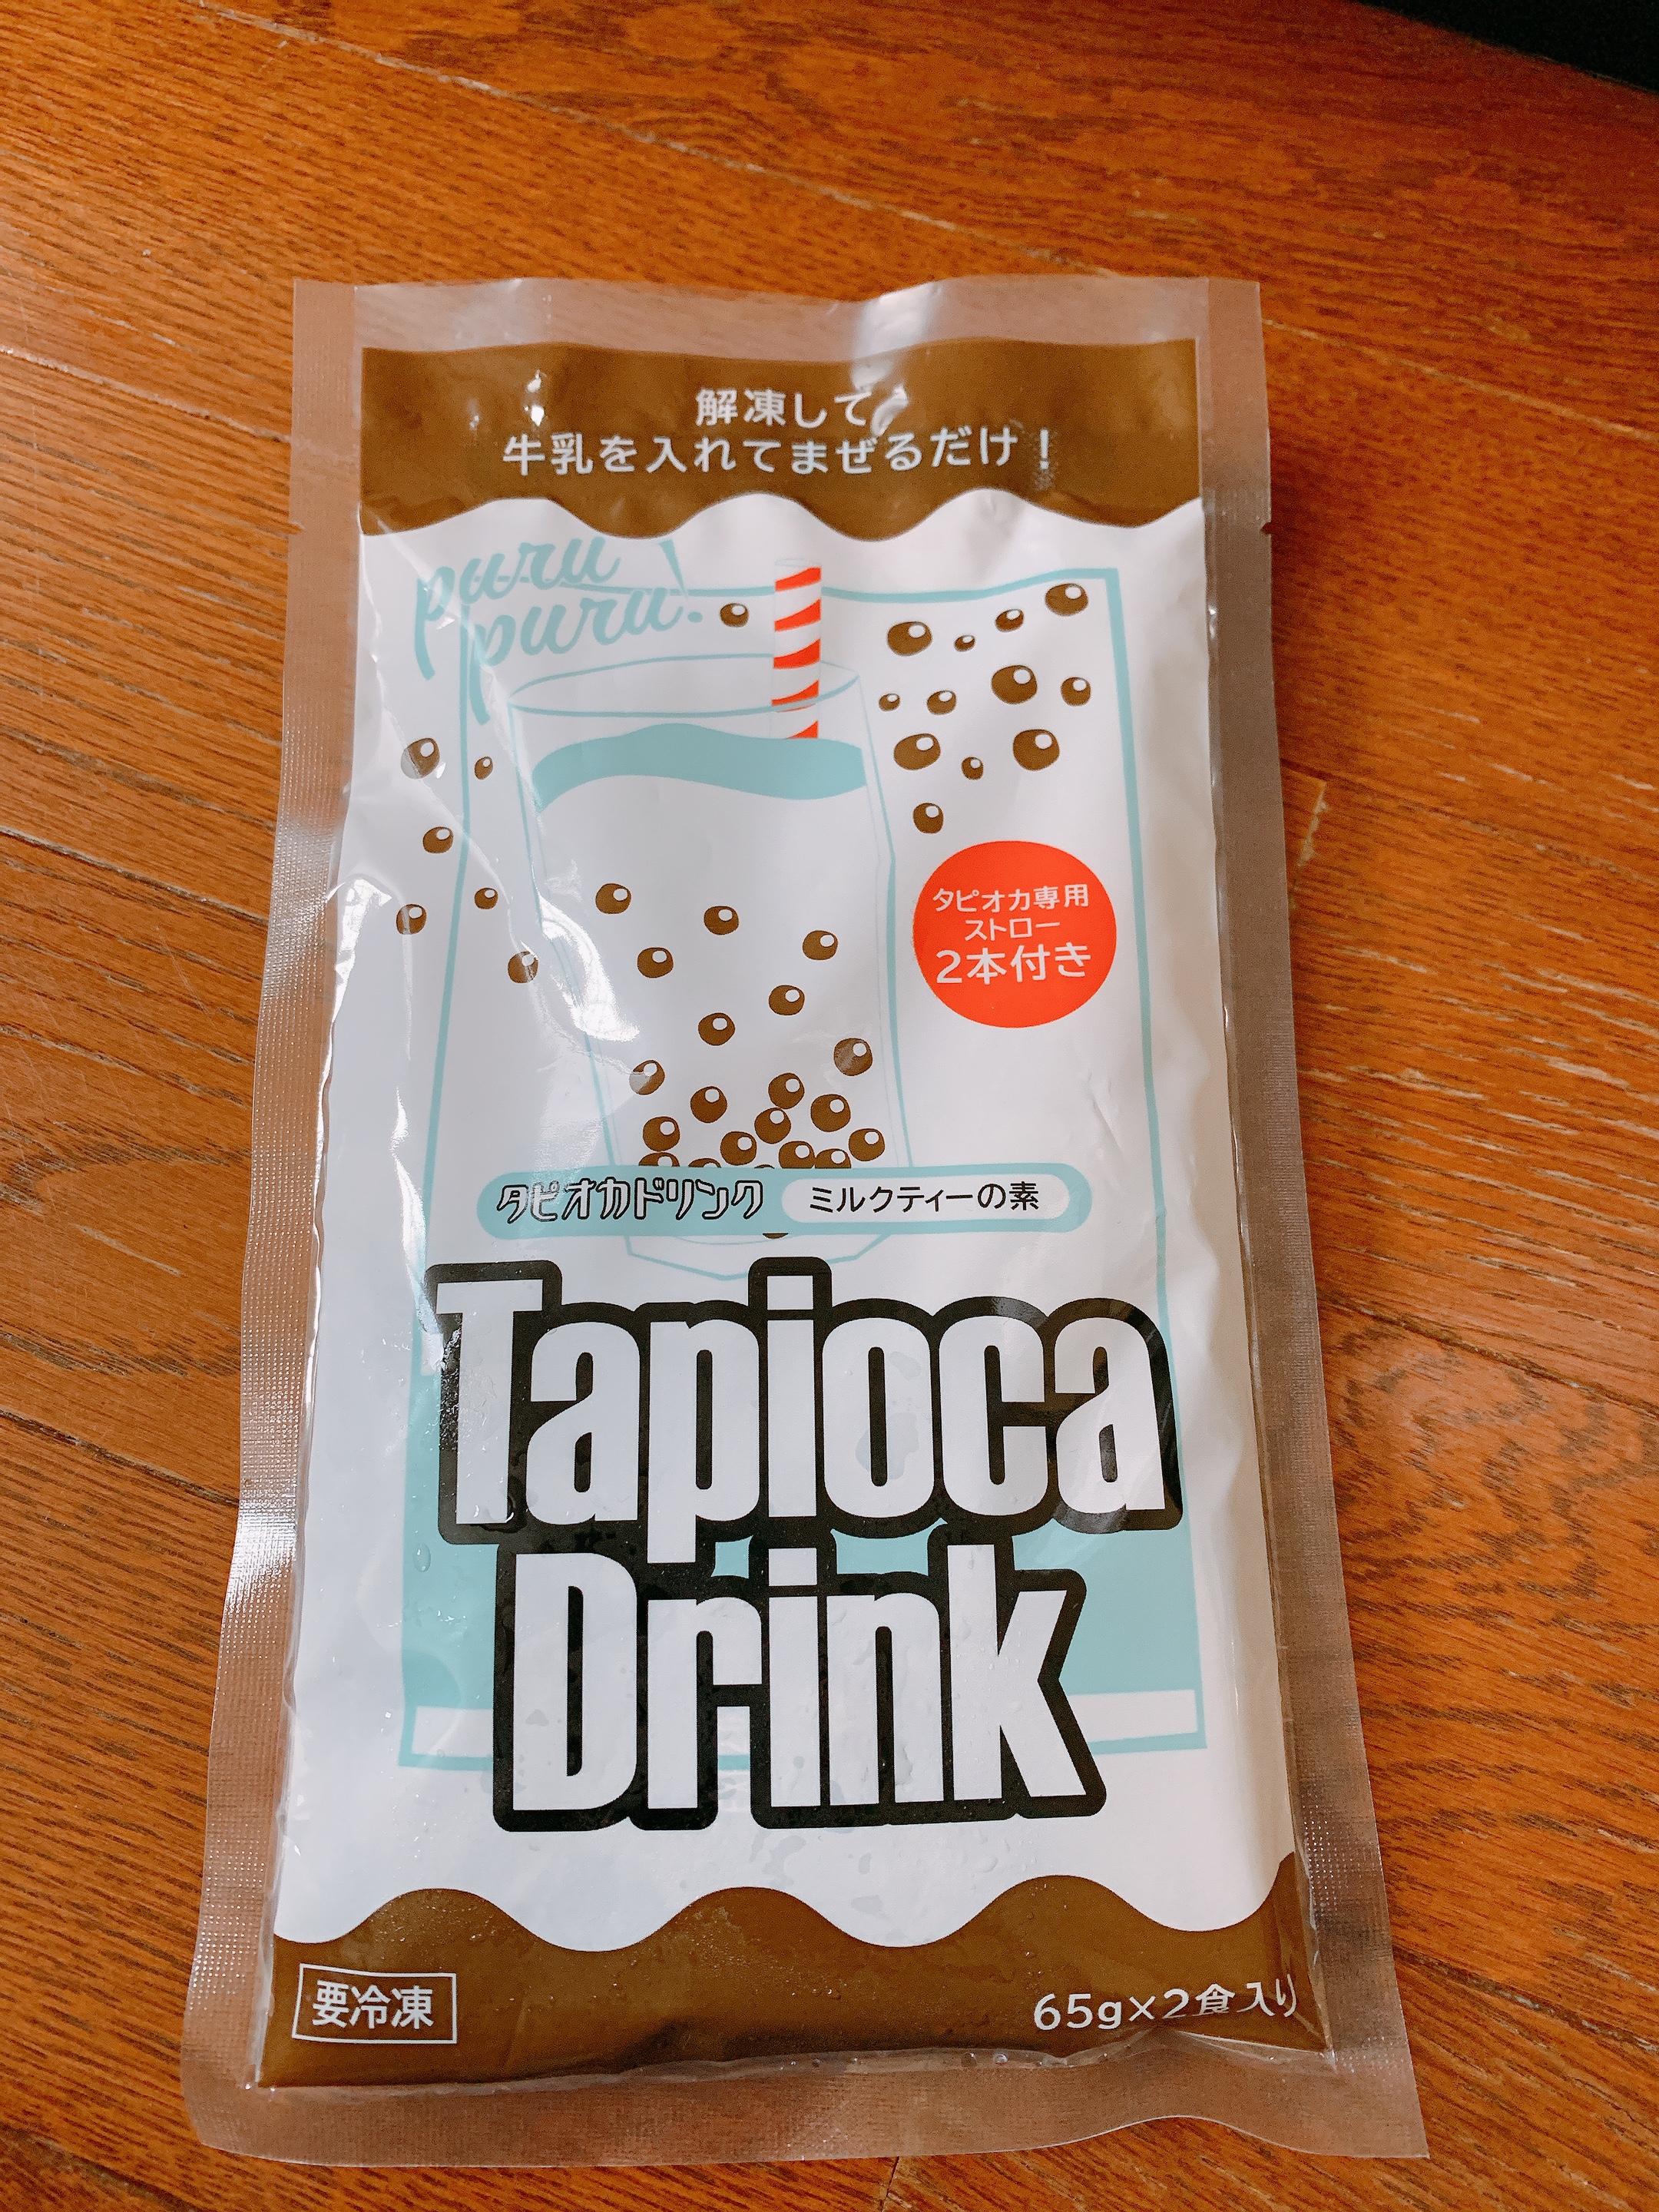 解凍して
牛乳を入れてまぜるだけ！
puru
puru!
タピオカ専用
ストロー
2本付き
タピオカドリンク ミルクティーの素
Tapioca
Drink
要冷凍
65g×2食入り